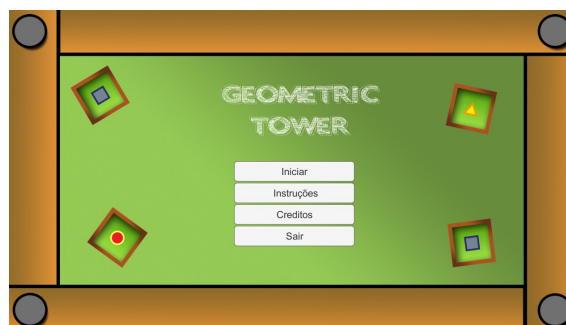 GEOMETRIC
TOWER
Iniciar
Instruções
Creditos
Sair